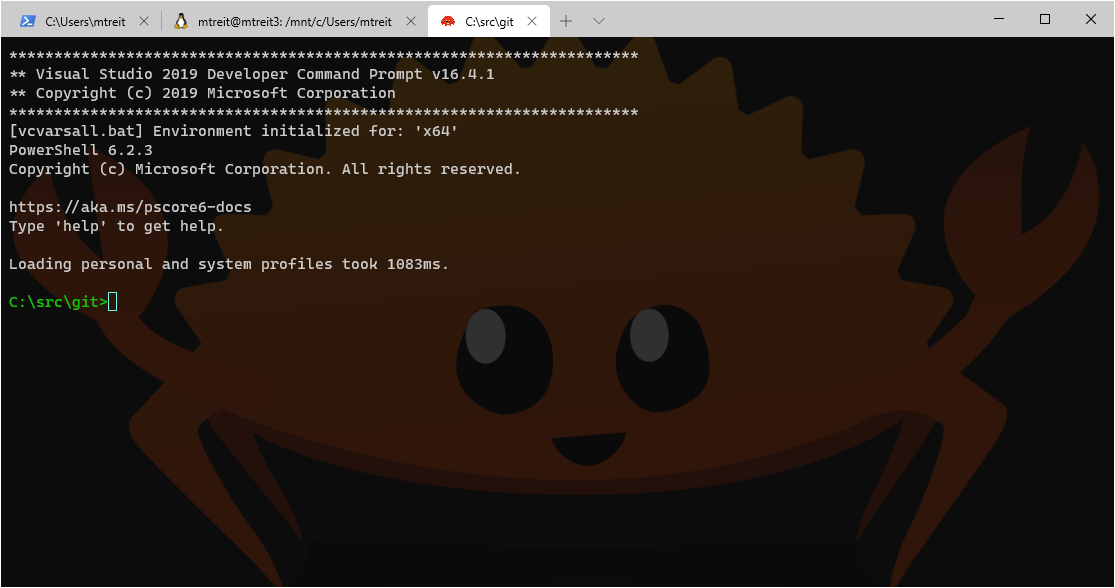 C:\Users\mtreit
mtreit@mtreit3: /mnt/c/Users/mtreit
C:\src\git
**********************************************************************
** Visual Studio 2019 Developer Command Prompt v16.4.1
** Copyright (c) 2019 Microsoft Corporation
**********************************************************************
[vcvarsall.bat] Environment initialized for: 'x64'
PowerShell 6.2.3
Copyright (c) Microsoft Corporation. All rights reserved.
https://aka.ms/pscore6-docs
Type 'help' to get help.
Loading personal and system profiles took 1083ms.
C:\src\git>